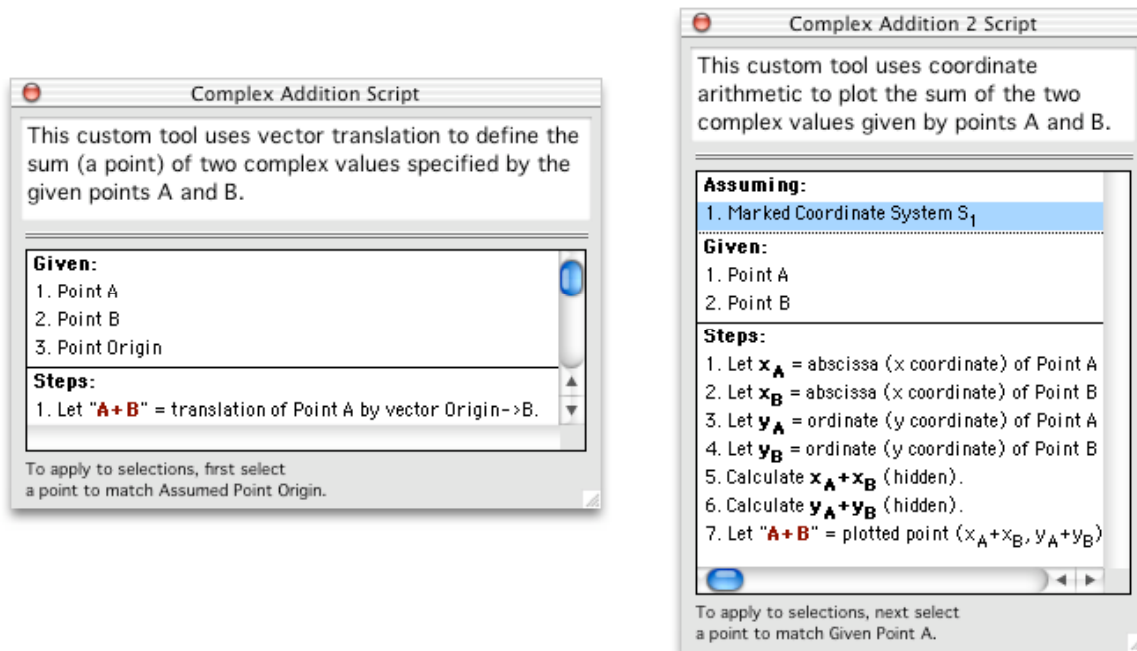 Complex Addition Script
This custom tool uses vector translation to define the
sum (a point) of two complex values specified by the
given points A and B.
Given:
1. Point A
2. Point B
3. Point Origin
Steps:
1. Let "A+B" = translation of Point A by vector Origin->B.
To apply to selections, first select
a point to match Assumed Point Origin.
Complex Addition 2 Script
This custom tool uses coordinate
arithmetic to plot the sum of the two
complex values given by points A and B.
Assuming:
1. Marked Coordinate System S1
Given:
1. Point A
2. Point B
Steps:
1. Let xA = abscissa (x coordinate) of Point A
2. Let xB = abscissa (x coordinate) of Point B
3. Let yA = ordinate (y coordinate) of Point A
4. Let yB = ordinate (y coordinate) of Point B
5. Calculate xA+xB (hidden).
6. Calculate yA+yB (hidden).
7. Let "A+B" = plotted point (xA+xB, yA+yB)
To apply to selections, next select
a point to match Given Point A.